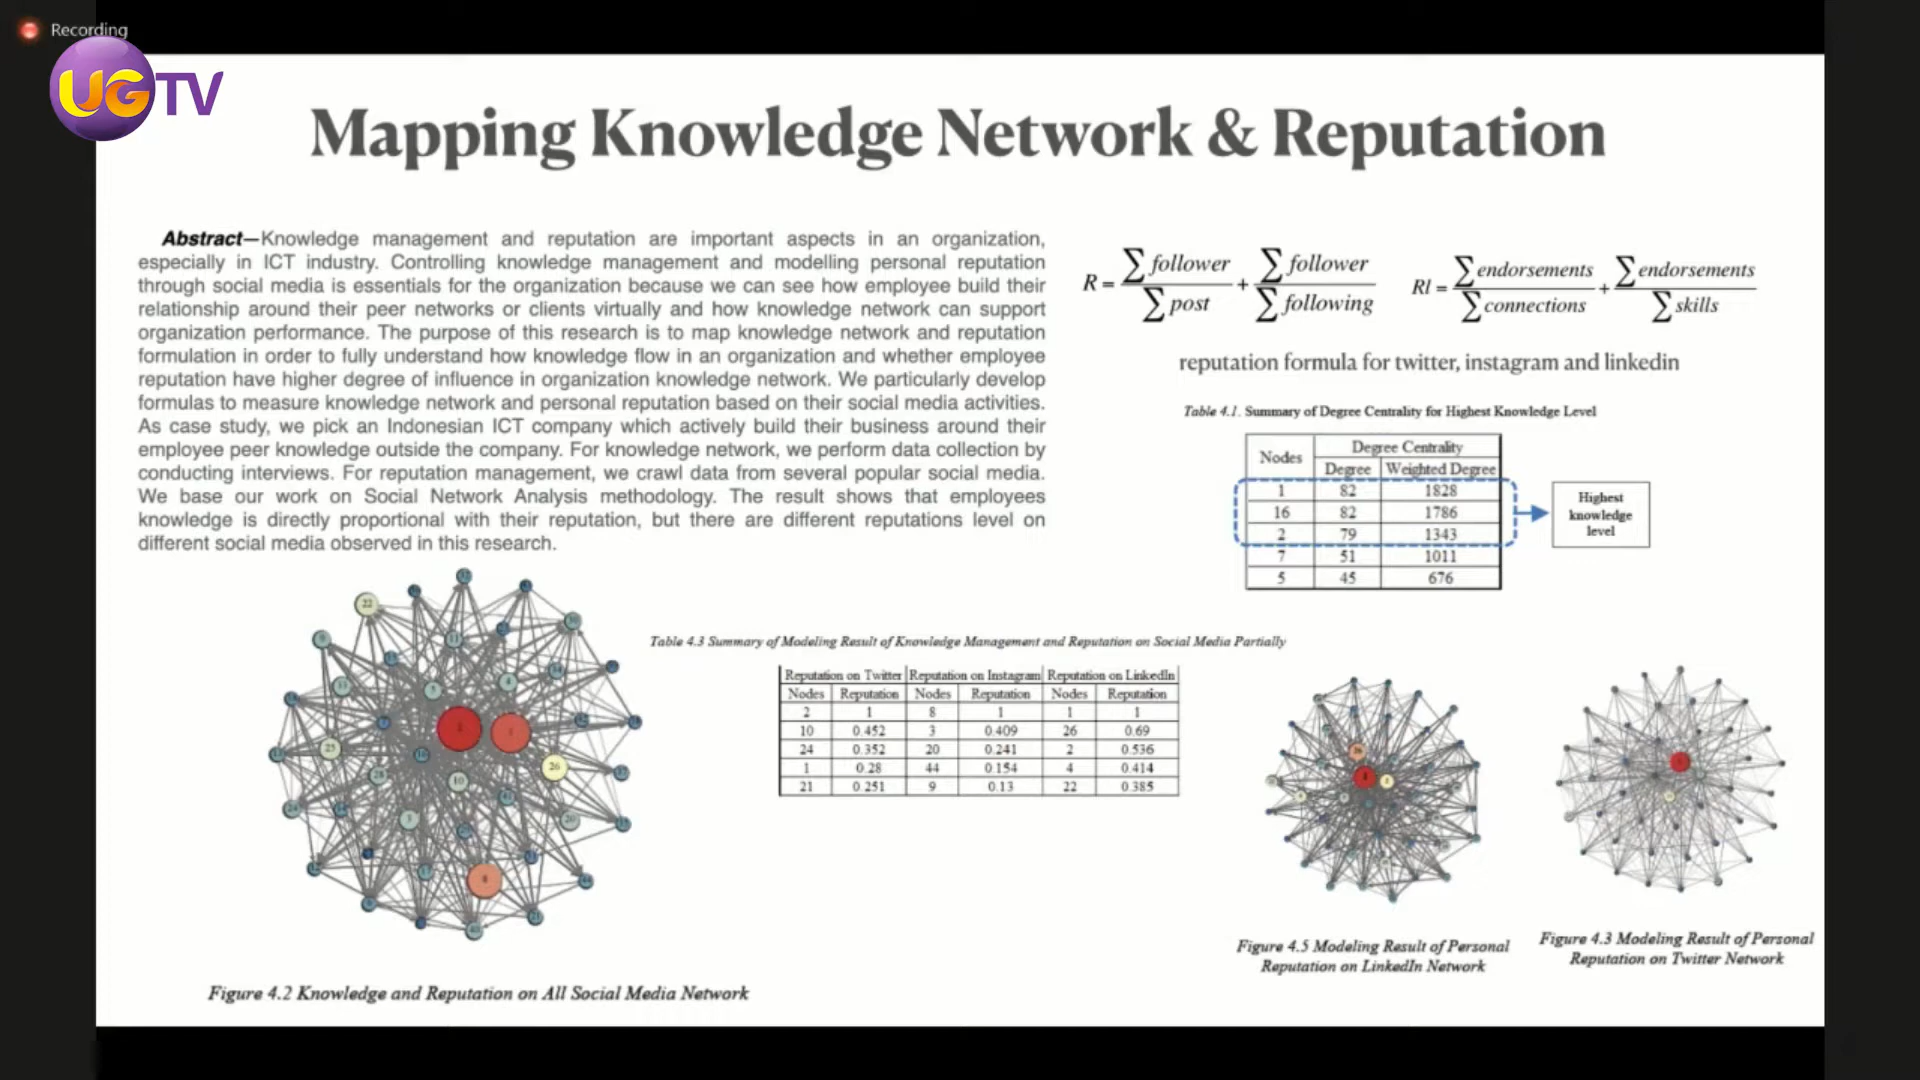 Recording
UGTV
Mapping Knowledge Network & Reputation
Abstract—Knowledge management and reputation are important aspects in an organization,
especially in ICT industry. Controlling knowledge management and modelling personal reputation
through social media is essentials for the organization because we can see how employee build their
relationship around their peer networks or clients virtually and how knowledge network can support
organization performance. The purpose of this research is to map knowledge network and reputation
formulation in order to fully understand how knowledge flow in an organization and whether employee
reputation have higher degree of influence in organization knowledge network. We particularly develop
formulas to measure knowledge network and personal reputation based on their social media activities.
As case study, we pick an Indonesian ICT company which actively build their business around their
employee peer knowledge outside the company. For knowledge network, we perform data collection by
conducting interviews. For reputation management, we crawl data from several popular social media.
We base our work on Social Network Analysis methodology. The result shows that employees
knowledge is directly proportional with their reputation, but there are different reputations level on
different social media observed in this research.
R = ∑ follower / ∑ post + ∑ follower / ∑ following
Rl = ∑ endorsements / ∑ connections + ∑ endorsements / ∑ skills
reputation formula for twitter, instagram and linkedin
Table 4.1. Summary of Degree Centrality for Highest Knowledge Level
Nodes Degree Centrality
Degree Weighted Degree
1 82 1828
16 82 1786
2 79 1343
7 51 1011
5 45 676
Highest
knowledge
level
Table 4.3 Summary of Modeling Result of Knowledge Management and Reputation on Social Media Partially
Reputation on Twitter Reputation on Instagram Reputation on LinkedIn
Nodes Reputation Nodes Reputation Nodes Reputation
2 1 8 1 1 1
10 0.452 3 0.409 26 0.69
24 0.352 20 0.241 2 0.536
1 0.28 44 0.154 4 0.414
21 0.251 9 0.13 22 0.385
22
26
25
10
Figure 4.2 Knowledge and Reputation on All Social Media Network
Figure 4.5 Modeling Result of Personal
Reputation on LinkedIn Network
Figure 4.3 Modeling Result of Personal
Reputation on Twitter Network